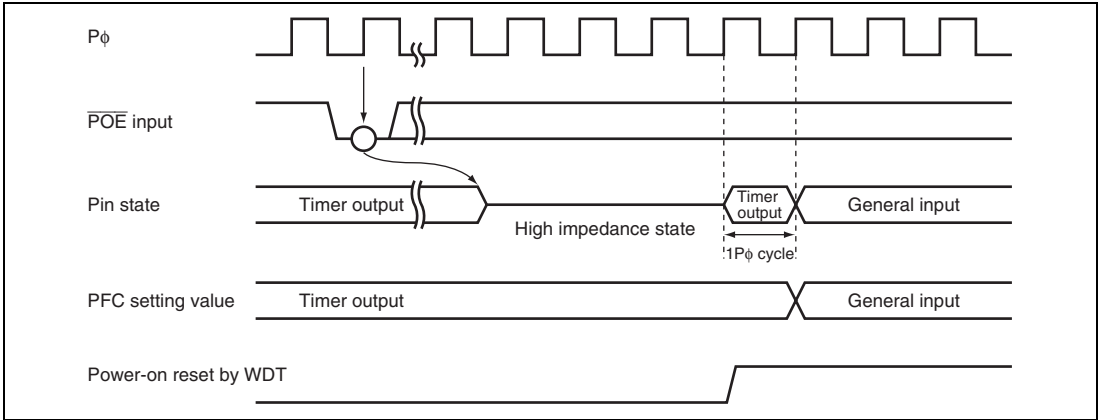 Pφ
POE input
Pin state
Timer output
High impedance state
Timer
output
General input
1Pφ cycle
PFC setting value
Timer output
General input
Power-on reset by WDT